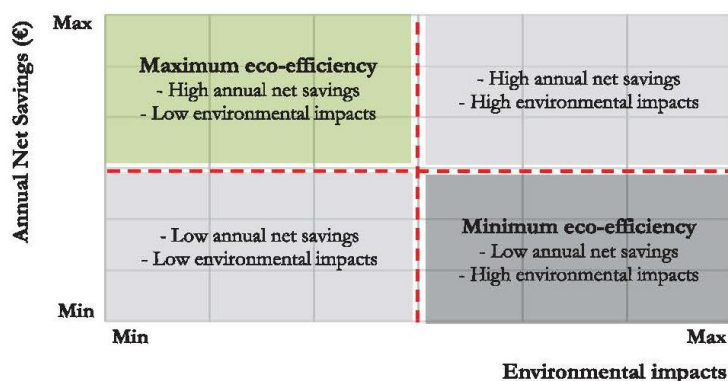 Annual Net Savings (€)
Max
Maximum eco-efficiency
- High annual net savings
- Low environmental impacts
- High annual net savings
- High environmental impacts
- Low annual net savings
- Low environmental impacts
Minimum eco-efficiency
- Low annual net savings
- High environmental impacts
Min
Min
Max
Environmental impacts